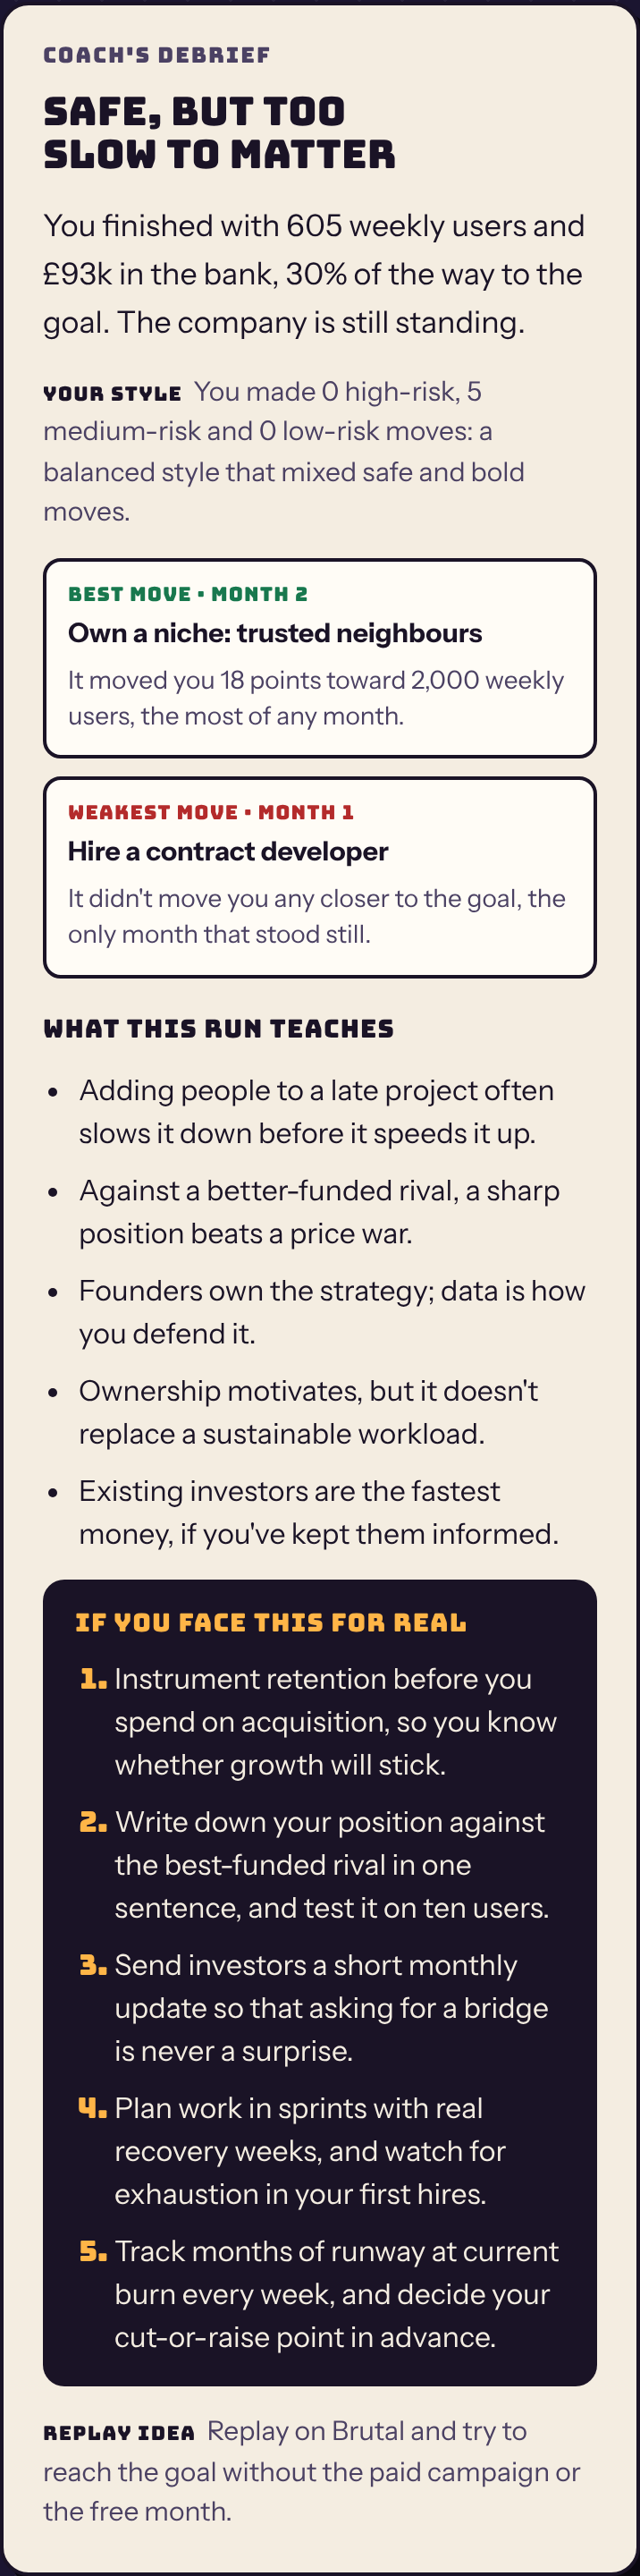 COACH'S DEBRIEF
SAFE, BUT TOO
SLOW TO MATTER
You finished with 605 weekly users and
£93k in the bank, 30% of the way to the
goal. The company is still standing.
YOUR STYLE You made 0 high-risk, 5
medium-risk and 0 low-risk moves: a
balanced style that mixed safe and bold
moves.
BEST MOVE · MONTH 2
Own a niche: trusted neighbours
It moved you 18 points toward 2,000 weekly
users, the most of any month.
WEAKEST MOVE · MONTH 1
Hire a contract developer
It didn't move you any closer to the goal, the
only month that stood still.
WHAT THIS RUN TEACHES
• Adding people to a late project often
slows it down before it speeds it up.
• Against a better-funded rival, a sharp
position beats a price war.
• Founders own the strategy; data is how
you defend it.
• Ownership motivates, but it doesn't
replace a sustainable workload.
• Existing investors are the fastest
money, if you've kept them informed.
IF YOU FACE THIS FOR REAL
1. Instrument retention before you
spend on acquisition, so you know
whether growth will stick.
2. Write down your position against
the best-funded rival in one
sentence, and test it on ten users.
3. Send investors a short monthly
update so that asking for a bridge
is never a surprise.
4. Plan work in sprints with real
recovery weeks, and watch for
exhaustion in your first hires.
5. Track months of runway at current
burn every week, and decide your
cut-or-raise point in advance.
REPLAY IDEA Replay on Brutal and try to
reach the goal without the paid campaign or
the free month.